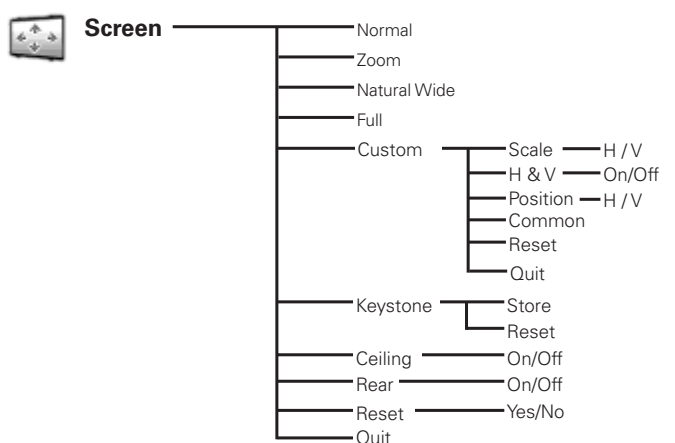 Screen Normal
Zoom
Natural Wide
Full
Custom Scale H / V
H & V On/Off
Position H / V
Common
Reset
Quit
Keystone Store
Reset
Ceiling On/Off
Rear On/Off
Reset Yes/No
Quit